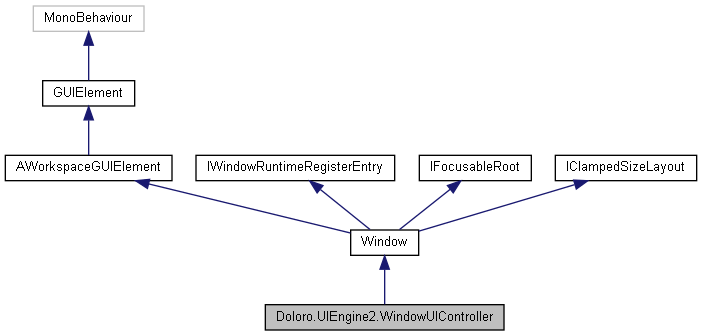 MonoBehaviour
GUIElement
AWorkspaceGUIElement
IWindowRuntimeRegisterEntry
IFocusableRoot
IClampedSizeLayout
Window
Doloro.UIEngine2.WindowUIController